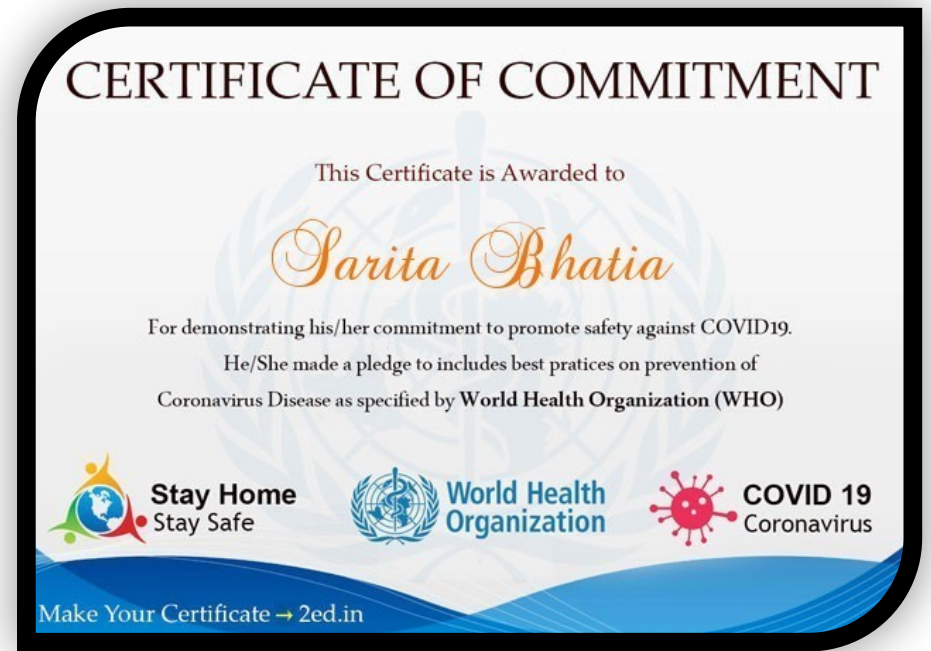 CERTIFICATE OF COMMITMENT
This Certificate is Awarded to
Sarita Bhatia
For demonstrating his/her commitment to promote safety against COVID19.
He/She made a pledge to includes best pratices on prevention of
Coronavirus Disease as specified by World Health Organization (WHO)
Stay Home
Stay Safe
World Health
Organization
COVID 19
Coronavirus
Make Your Certificate → 2ed.in